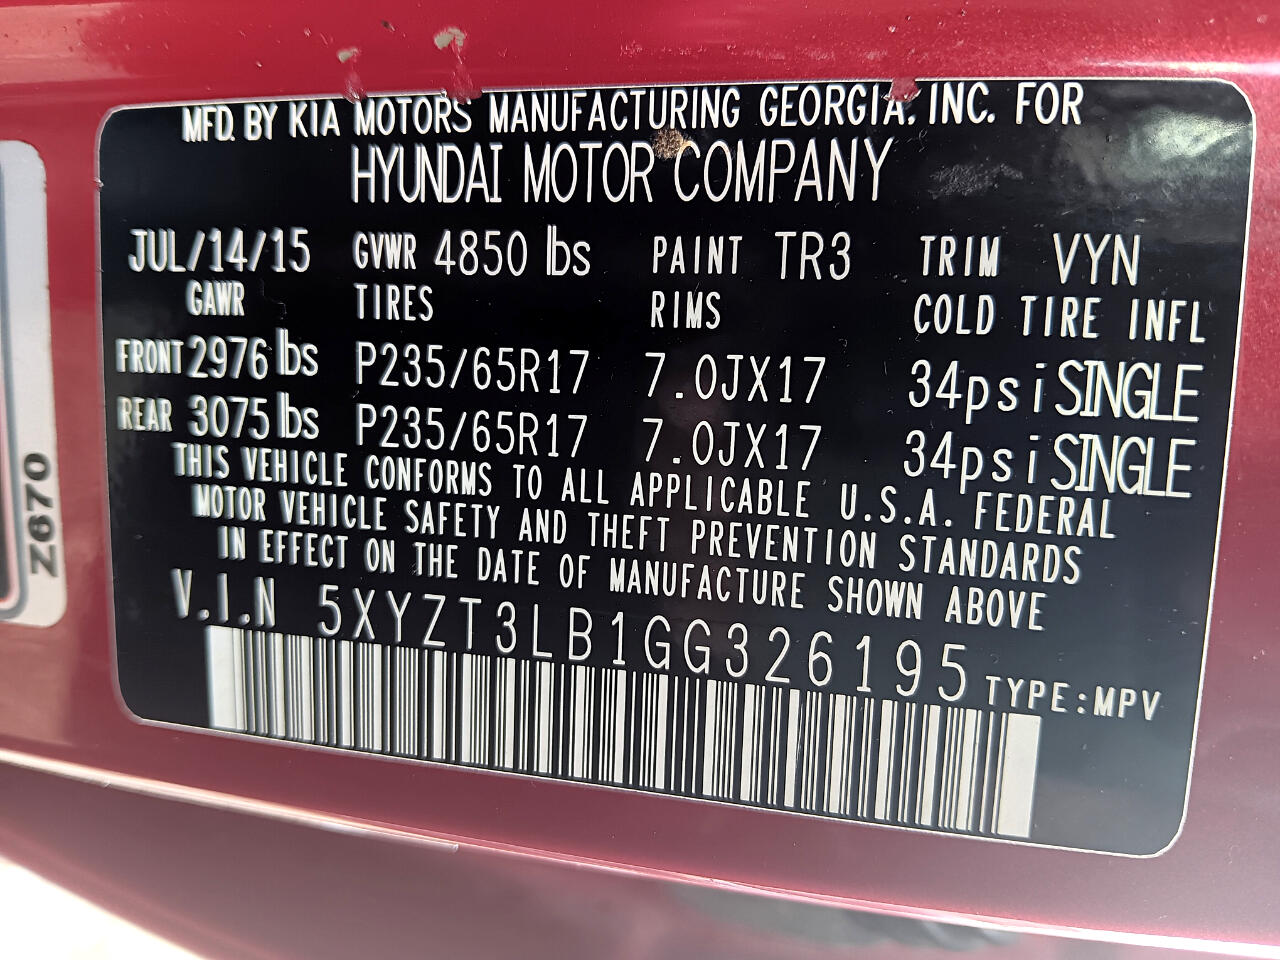 MFD. BY KIA MOTORS MANUFACTURING GEORGIA, INC. FOR
HYUNDAI MOTOR COMPANY
JUL/14/15 GVWR 4850 lbs PAINT TR3 TRIM VYN
GAWR TIRES RIMS COLD TIRE INFL
FRONT 2976 lbs P235/65R17 7.0JX17 34psi SINGLE
REAR 3075 lbs P235/65R17 7.0JX17 34psi SINGLE
THIS VEHICLE CONFORMS TO ALL APPLICABLE U.S.A. FEDERAL
MOTOR VEHICLE SAFETY AND THEFT PREVENTION STANDARDS
IN EFFECT ON THE DATE OF MANUFACTURE SHOWN ABOVE
V.I.N 5XYZT3LB1GG326195 TYPE:MPV
Z670